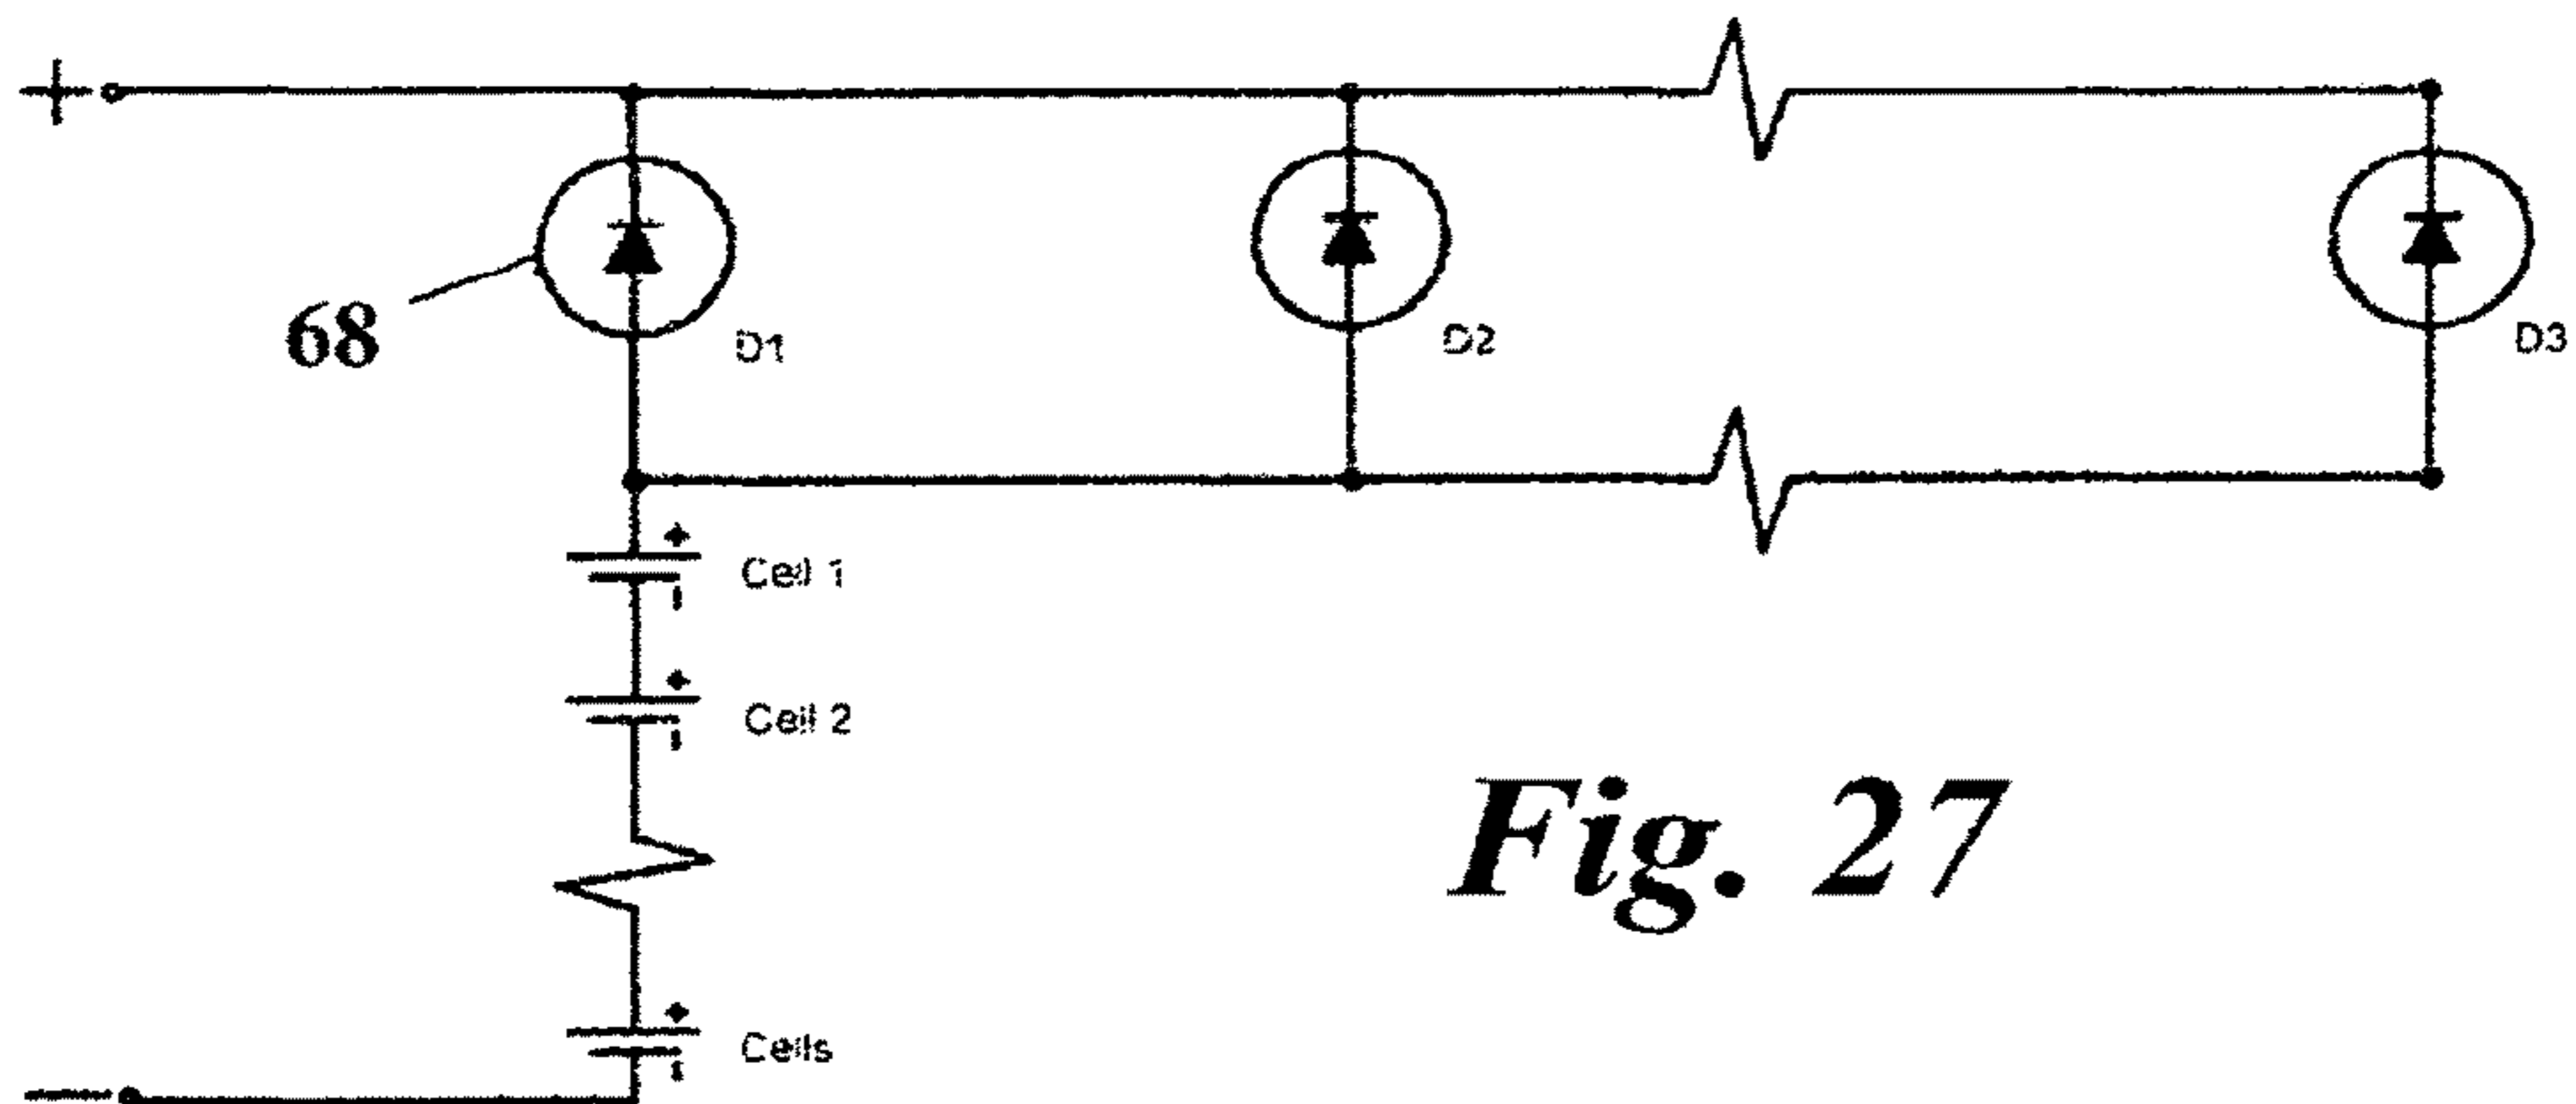 +
68
D1
D2
D3
+
Cell 1
-
+
Cell 2
-
+
Cells
-
-
Fig. 27